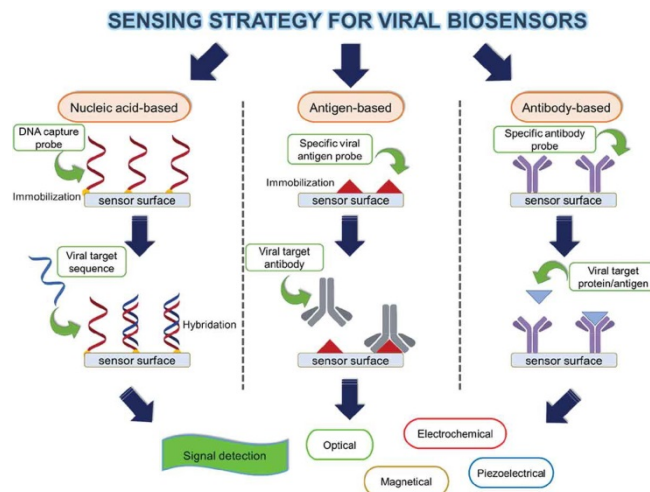 SENSING STRATEGY FOR VIRAL BIOSENSORS
Nucleic acid-based
DNA capture
probe
Immobilization
sensor surface
Viral target
sequence
Hybridation
sensor surface
Antigen-based
Specific viral
antigen probe
Immobilization
sensor surface
Viral target
antibody
sensor surface
Antibody-based
Specific antibody
probe
sensor surface
Viral target
protein/antigen
sensor surface
Signal detection
Optical
Electrochemical
Magnetical
Piezoelectrical